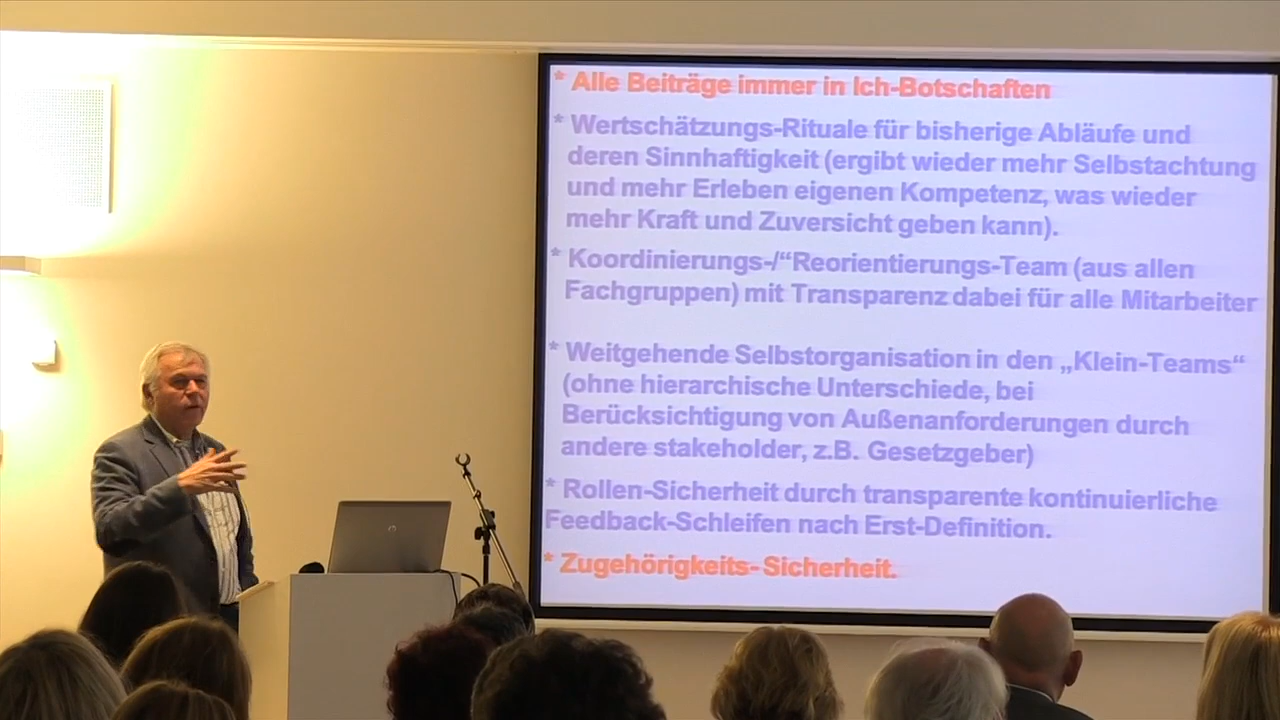 * Alle Beiträge immer in Ich-Botschaften
* Wertschätzungs-Rituale für bisherige Abläufe und
deren Sinnhaftigkeit (ergibt wieder mehr Selbstachtung
und mehr Erleben eigenen Kompetenz, was wieder
mehr Kraft und Zuversicht geben kann).
* Koordinierungs-/“Reorientierungs-Team (aus allen
Fachgruppen) mit Transparenz dabei für alle Mitarbeiter
* Weitgehende Selbstorganisation in den „Klein-Teams“
(ohne hierarchische Unterschiede, bei
Berücksichtigung von Außenanforderungen durch
andere stakeholder, z.B. Gesetzgeber)
* Rollen-Sicherheit durch transparente kontinuierliche
Feedback-Schleifen nach Erst-Definition.
* Zugehörigkeits- Sicherheit.
hp